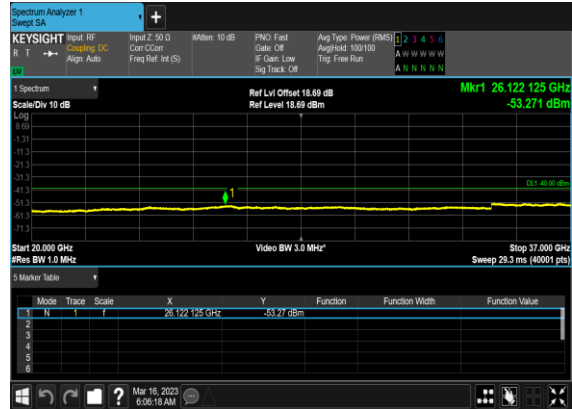 Spectrum Analyzer 1
Swept SA
KEYSIGHT Input: RF Input Z: 50 Ω #Atten: 10 dB PNO: Fast Avg Type: Power (RMS) 1 2 3 4 5 6
R T Coupling: DC Corr CCorr Gate: Off Avg|Hold: 100/100 A W W W W W
Align: Auto Freq Ref: Int (S) IF Gain: Low Trig: Free Run
Sig Track: Off A N N N N N
1 Spectrum Ref Lvl Offset 18.69 dB Mkr1 26.122 125 GHz
Scale/Div 10 dB Ref Level 18.69 dBm -53.271 dBm
Log
8.69
-1.31
-11.3
-21.3
-31.3
DL1 -40.00 dBm
-41.3
1
-51.3
-61.3
-71.3
Start 20.000 GHz Video BW 3.0 MHz* Stop 37.000 GHz
#Res BW 1.0 MHz Sweep 29.3 ms (40001 pts)
5 Marker Table
Mode Trace Scale X Y Function Function Width Function Value
1 N 1 f 26.122 125 GHz -53.27 dBm
2
3
4
5
6
? Mar 16, 2023
6:06:18 AM